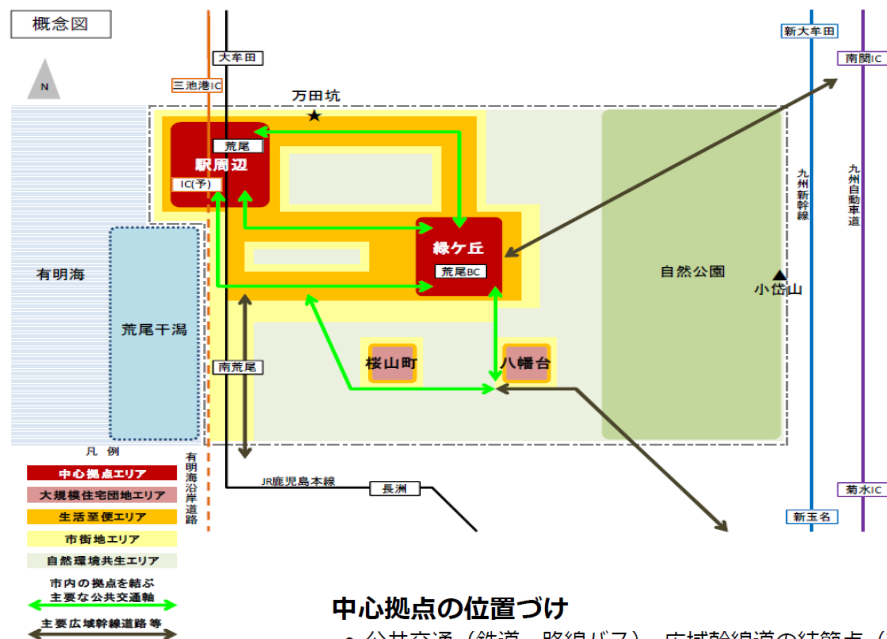 概念図
N
三池港IC
大牟田
万田坑
★
新大牟田
南関IC
荒尾
駅周辺
IC(予)
緑ケ丘
荒尾BC
九州新幹線
九州自動車道
自然公園
小岱山
有明海
荒尾干潟
南荒尾
桜山町
八幡台
凡 例
中心拠点エリア
大規模住宅団地エリア
生活至便エリア
市街地エリア
自然環境共生エリア
市内の拠点を結ぶ
主要な公共交通軸
主要広域幹線道路等
有明海沿岸道路
JR鹿児島本線
長洲
菊水IC
新玉名
中心拠点の位置づけ